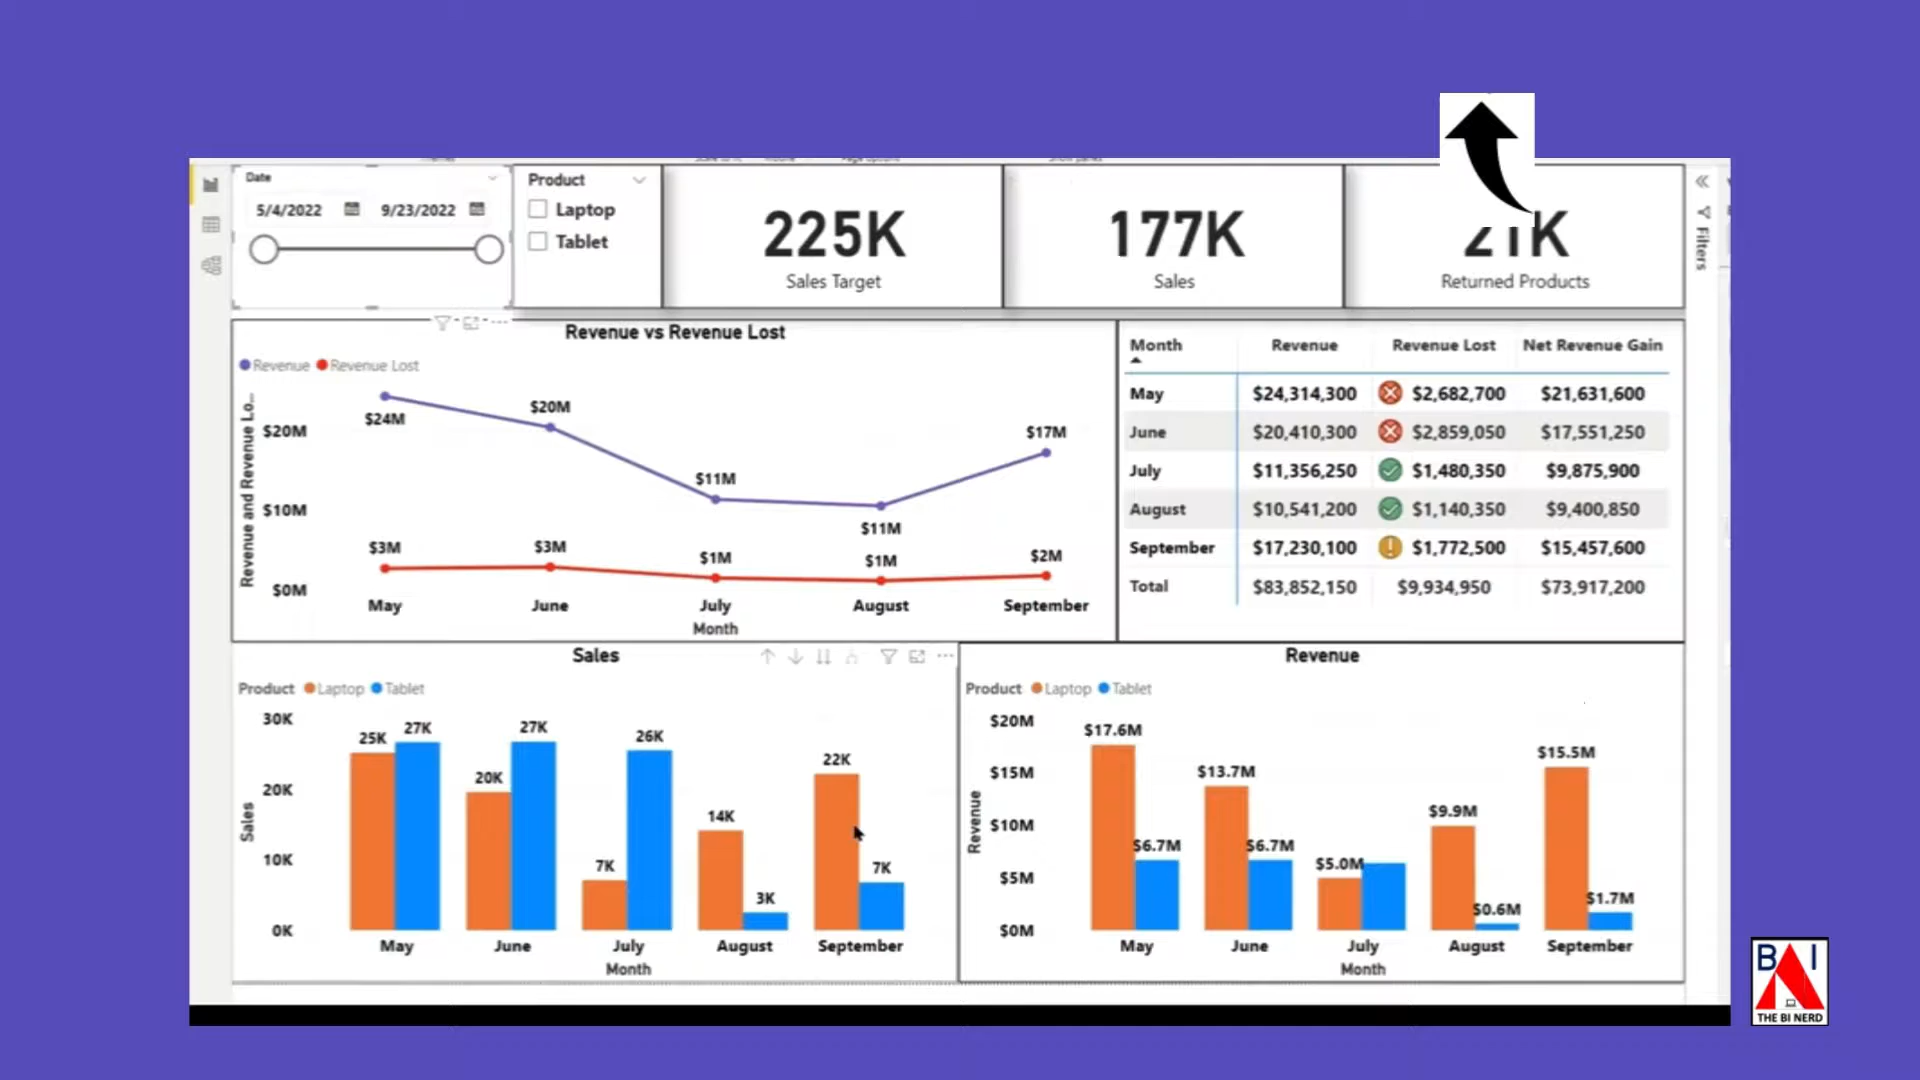 Date
5/4/2022 9/23/2022
Product
Laptop
Tablet
225K
Sales Target
177K
Sales
21K
Returned Products
Filters
Revenue vs Revenue Lost
Revenue Revenue Lost
Revenue and Revenue Lo...
$20M
$10M
$0M
$24M
$20M
$11M
$11M
$17M
$3M
$3M
$1M
$1M
$2M
May June July August September
Month
Month Revenue Revenue Lost Net Revenue Gain
May $24,314,300 $2,682,700 $21,631,600
June $20,410,300 $2,859,050 $17,551,250
July $11,356,250 $1,480,350 $9,875,900
August $10,541,200 $1,140,350 $9,400,850
September $17,230,100 $1,772,500 $15,457,600
Total $83,852,150 $9,934,950 $73,917,200
Sales
Product Laptop Tablet
Sales
30K
20K
10K
0K
25K 27K
20K 27K
7K 26K
14K 3K
22K 7K
May June July August September
Month
Revenue
Product Laptop Tablet
Revenue
$20M
$15M
$10M
$5M
$0M
$17.6M $6.7M
$13.7M $6.7M
$5.0M
$9.9M $0.6M
$15.5M $1.7M
May June July August September
Month
BAI
THE BI NERD